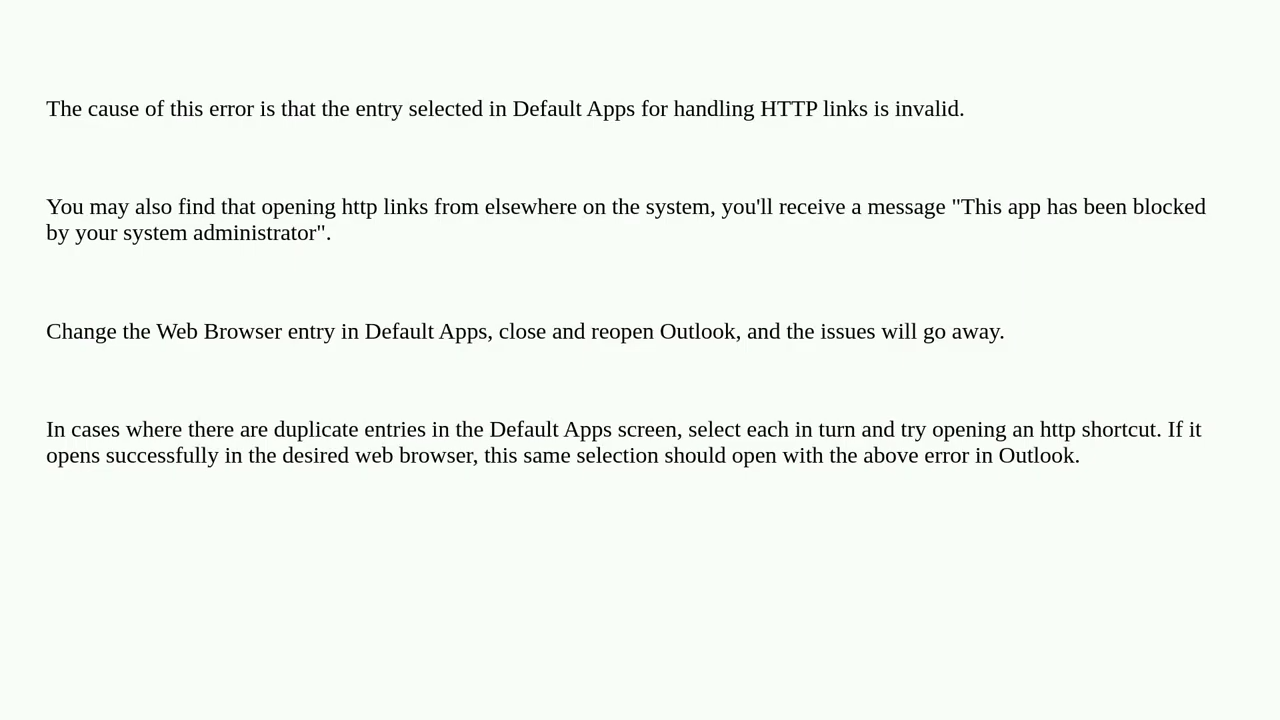 The cause of this error is that the entry selected in Default Apps for handling HTTP links is invalid.
You may also find that opening http links from elsewhere on the system, you'll receive a message "This app has been blocked
by your system administrator".
Change the Web Browser entry in Default Apps, close and reopen Outlook, and the issues will go away.
In cases where there are duplicate entries in the Default Apps screen, select each in turn and try opening an http shortcut. If it
opens successfully in the desired web browser, this same selection should open with the above error in Outlook.